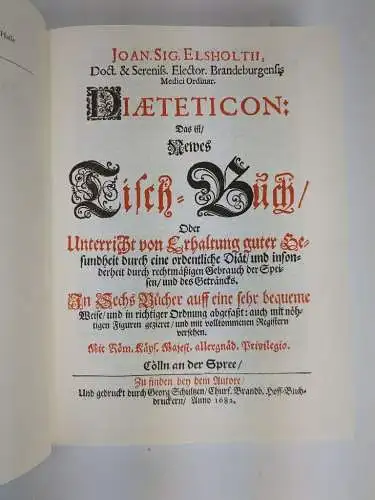 Halle
JOAN. SIG. ELSHOLTII,
Doct. & Sereniſs. Elector. Brandeburgenſis
Medici Ordinar.
DIÆTETICON:
Das iſt/
Newes
Tiſch-Bůch/
Oder
Unterricht von Erhaltung guter Ge-
ſundheit durch eine ordentliche Diät/ und inſon-
derheit durch rechtmäßigen Gebrauch der Spei-
ſen/ und des Geträncks.
In Sechs Bücher auff eine ſehr bequeme
Weiſe/ und in richtiger Ordnung abgefaſt: auch mit nöh-
tigen Figuren gezieret/ und mit vollkommenen Regiſtern
verſehen.
Mit Röm. Käyſ. Majeſt. allergnäd. Privilegio.
Cölln an der Spree/
Zu finden bey dem Autore/
Und gedruckt durch Georg Schultzen/ Churf. Brandb. Hoff-Buch-
druckern/ Anno 1682.